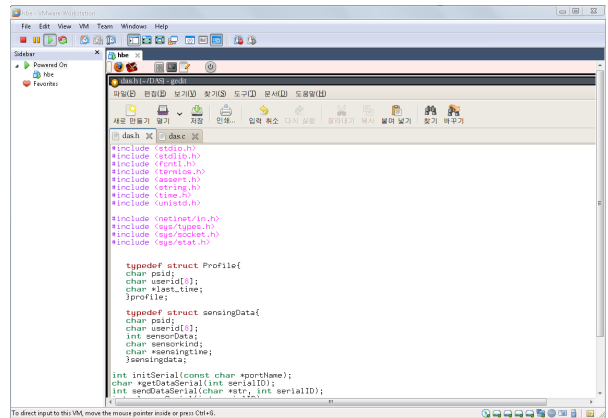 hbe - VMware Workstation
File Edit View VM Team Windows Help
Sidebar
Powered On
hbe
Favorites
hbe
das.h (~/DAS) - gedit
파일(F) 편집(E) 보기(V) 찾기(S) 도구(T) 문서(D) 도움말(H)
새로 만들기 열기 저장 인쇄... 입력 취소 다시 실행 잘라내기 복사 붙여 넣기 찾기 바꾸기
das.h das.c
#include <stdio.h>
#include <stdlib.h>
#include <fcntl.h>
#include <termios.h>
#include <assert.h>
#include <string.h>
#include <time.h>
#include <unistd.h>
#include <netinet/in.h>
#include <sys/types.h>
#include <sys/socket.h>
#include <sys/stat.h>
typedef struct Profile{
char psid;
char userid[8];
char *last_time;
}profile;
typedef struct sensingData{
char psid;
char userid[8];
int sensorData;
char sensorkind;
char *sensingtime;
}sensingdata;
int initSerial(const char *portName);
char *getDataSerial(int serialID);
int sendDataSerial(char *str, int serialID);
To direct input to this VM, move the mouse pointer inside or press Ctrl+G.